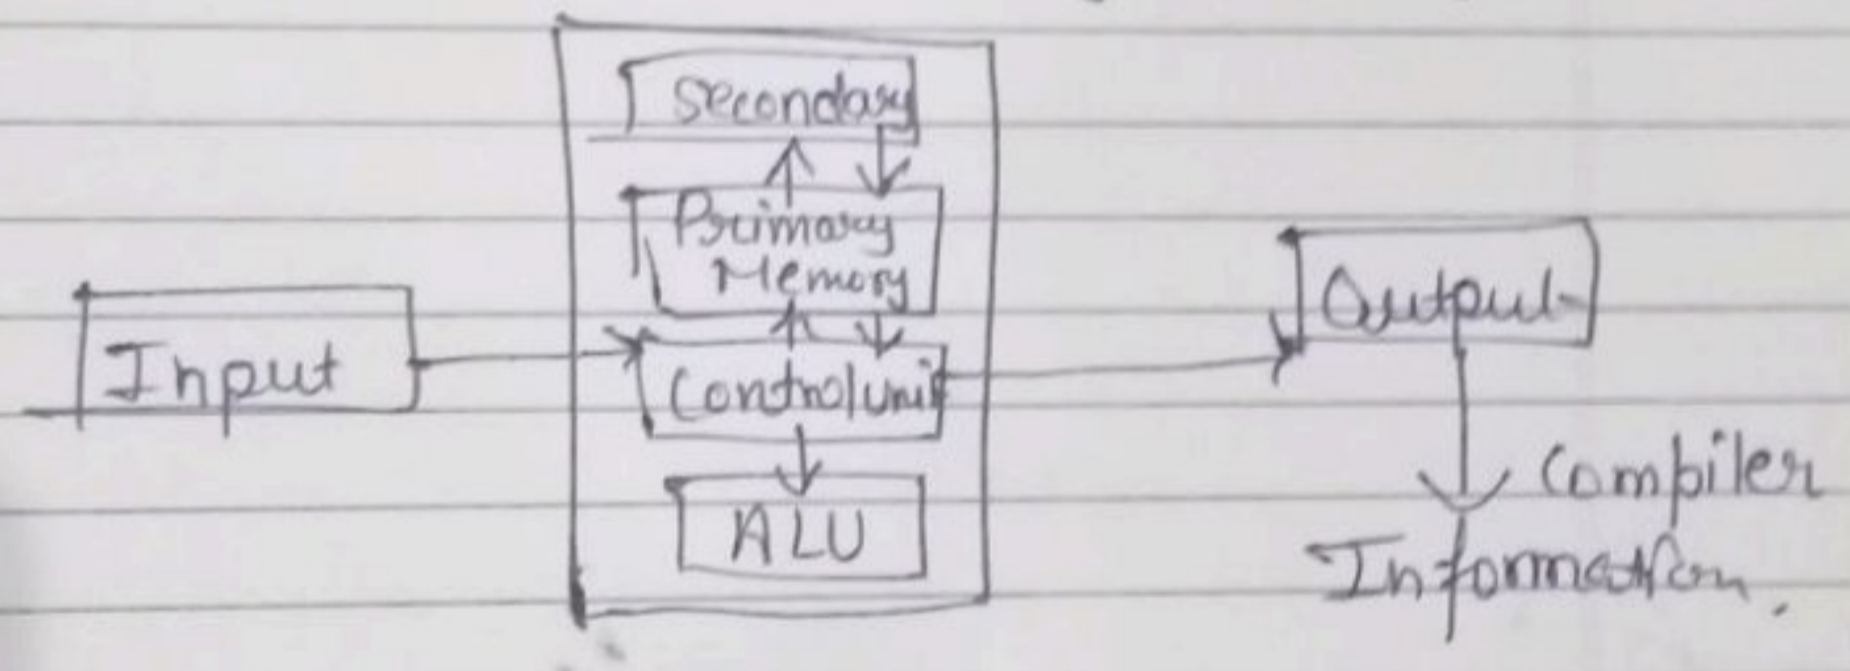 Secondary
Primary
Memory
Input
Control unit
Output
ALU
Compiler
Information.